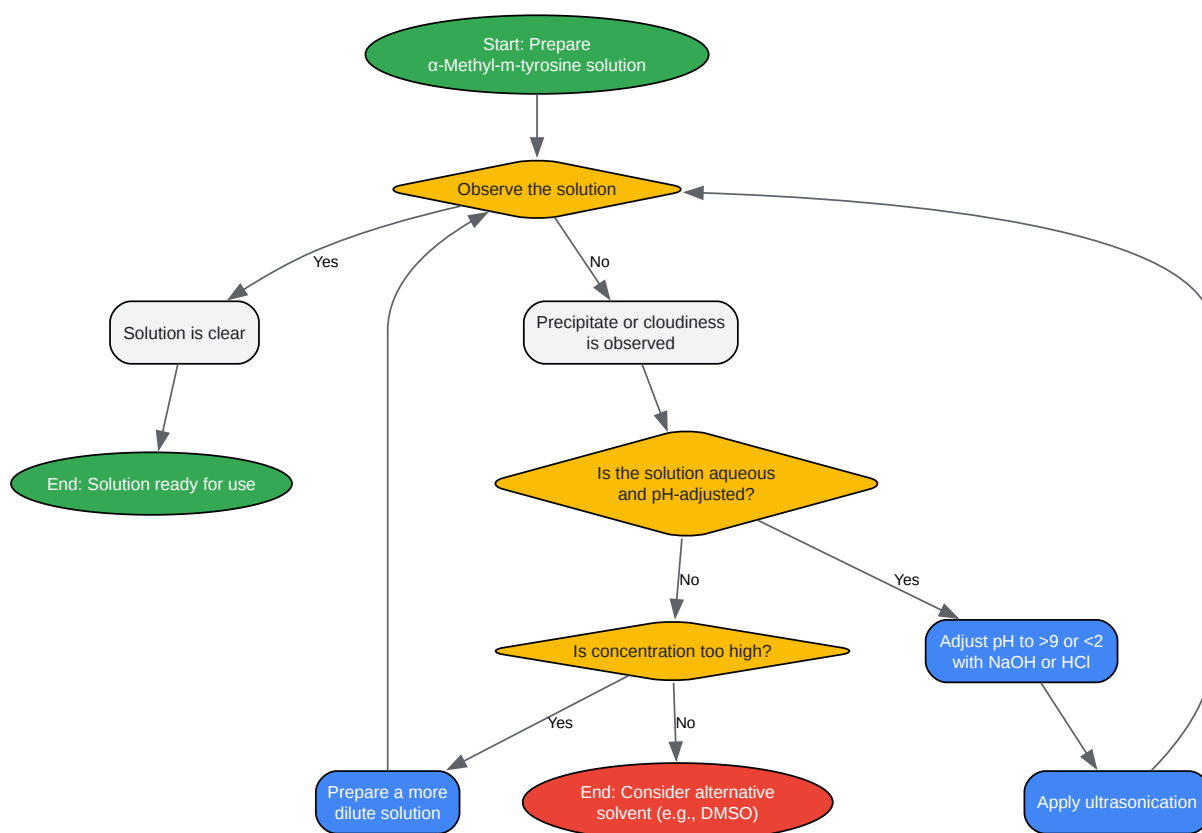 Start: Prepare
α-Methyl-m-tyrosine solution
Observe the solution
Yes
No
Solution is clear
Precipitate or cloudiness
is observed
End: Solution ready for use
Is the solution aqueous
and pH-adjusted?
No
Yes
Is concentration too high?
Adjust pH to >9 or <2
with NaOH or HCl
Yes
No
Prepare a more
dilute solution
End: Consider alternative
solvent (e.g., DMSO)
Apply ultrasonication